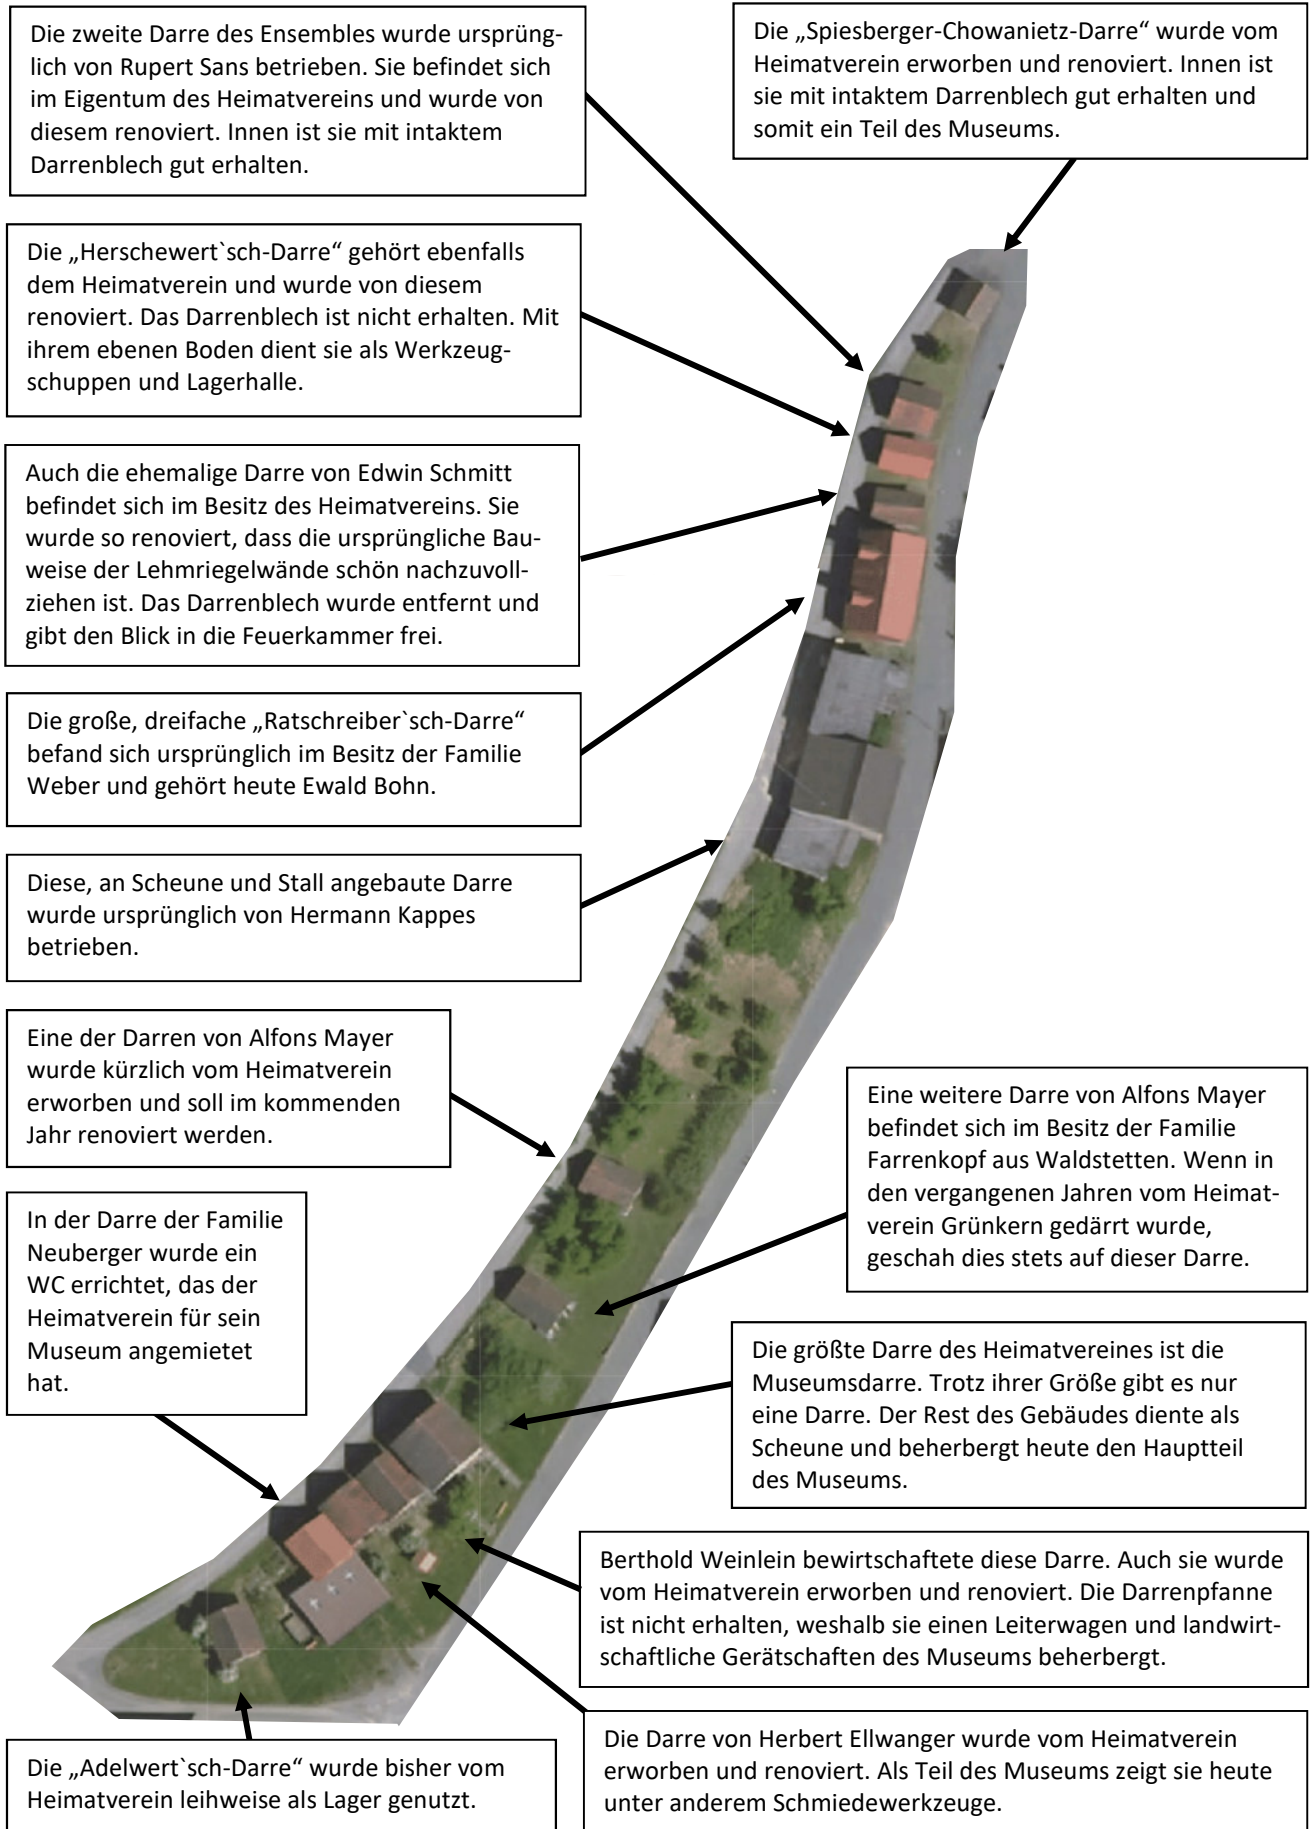 Die zweite Darre des Ensembles wurde ursprüng-
lich von Rupert Sans betrieben. Sie befindet sich
im Eigentum des Heimatvereins und wurde von
diesem renoviert. Innen ist sie mit intaktem
Darrenblech gut erhalten.
Die „Spiesberger-Chowanietz-Darre“ wurde vom
Heimatverein erworben und renoviert. Innen ist
sie mit intaktem Darrenblech gut erhalten und
somit ein Teil des Museums.
Die „Herschewert`sch-Darre“ gehört ebenfalls
dem Heimatverein und wurde von diesem
renoviert. Das Darrenblech ist nicht erhalten. Mit
ihrem ebenen Boden dient sie als Werkzeug-
schuppen und Lagerhalle.
Auch die ehemalige Darre von Edwin Schmitt
befindet sich im Besitz des Heimatvereins. Sie
wurde so renoviert, dass die ursprüngliche Bau-
weise der Lehmriegelwände schön nachzuvoll-
ziehen ist. Das Darrenblech wurde entfernt und
gibt den Blick in die Feuerkammer frei.
Die große, dreifache „Ratschreiber`sch-Darre“
befand sich ursprünglich im Besitz der Familie
Weber und gehört heute Ewald Bohn.
Diese, an Scheune und Stall angebaute Darre
wurde ursprünglich von Hermann Kappes
betrieben.
Eine der Darren von Alfons Mayer
wurde kürzlich vom Heimatverein
erworben und soll im kommenden
Jahr renoviert werden.
Eine weitere Darre von Alfons Mayer
befindet sich im Besitz der Familie
Farrenkopf aus Waldstetten. Wenn in
den vergangenen Jahren vom Heimat-
verein Grünkern gedärrt wurde,
geschah dies stets auf dieser Darre.
In der Darre der Familie
Neuberger wurde ein
WC errichtet, das der
Heimatverein für sein
Museum angemietet
hat.
Die größte Darre des Heimatvereines ist die
Museumsdarre. Trotz ihrer Größe gibt es nur
eine Darre. Der Rest des Gebäudes diente als
Scheune und beherbergt heute den Hauptteil
des Museums.
Berthold Weinlein bewirtschaftete diese Darre. Auch sie wurde
vom Heimatverein erworben und renoviert. Die Darrenpfanne
ist nicht erhalten, weshalb sie einen Leiterwagen und landwirt-
schaftliche Gerätschaften des Museums beherbergt.
Die Darre von Herbert Ellwanger wurde vom Heimatverein
erworben und renoviert. Als Teil des Museums zeigt sie heute
unter anderem Schmiedewerkzeuge.
Die „Adelwert`sch-Darre“ wurde bisher vom
Heimatverein leihweise als Lager genutzt.